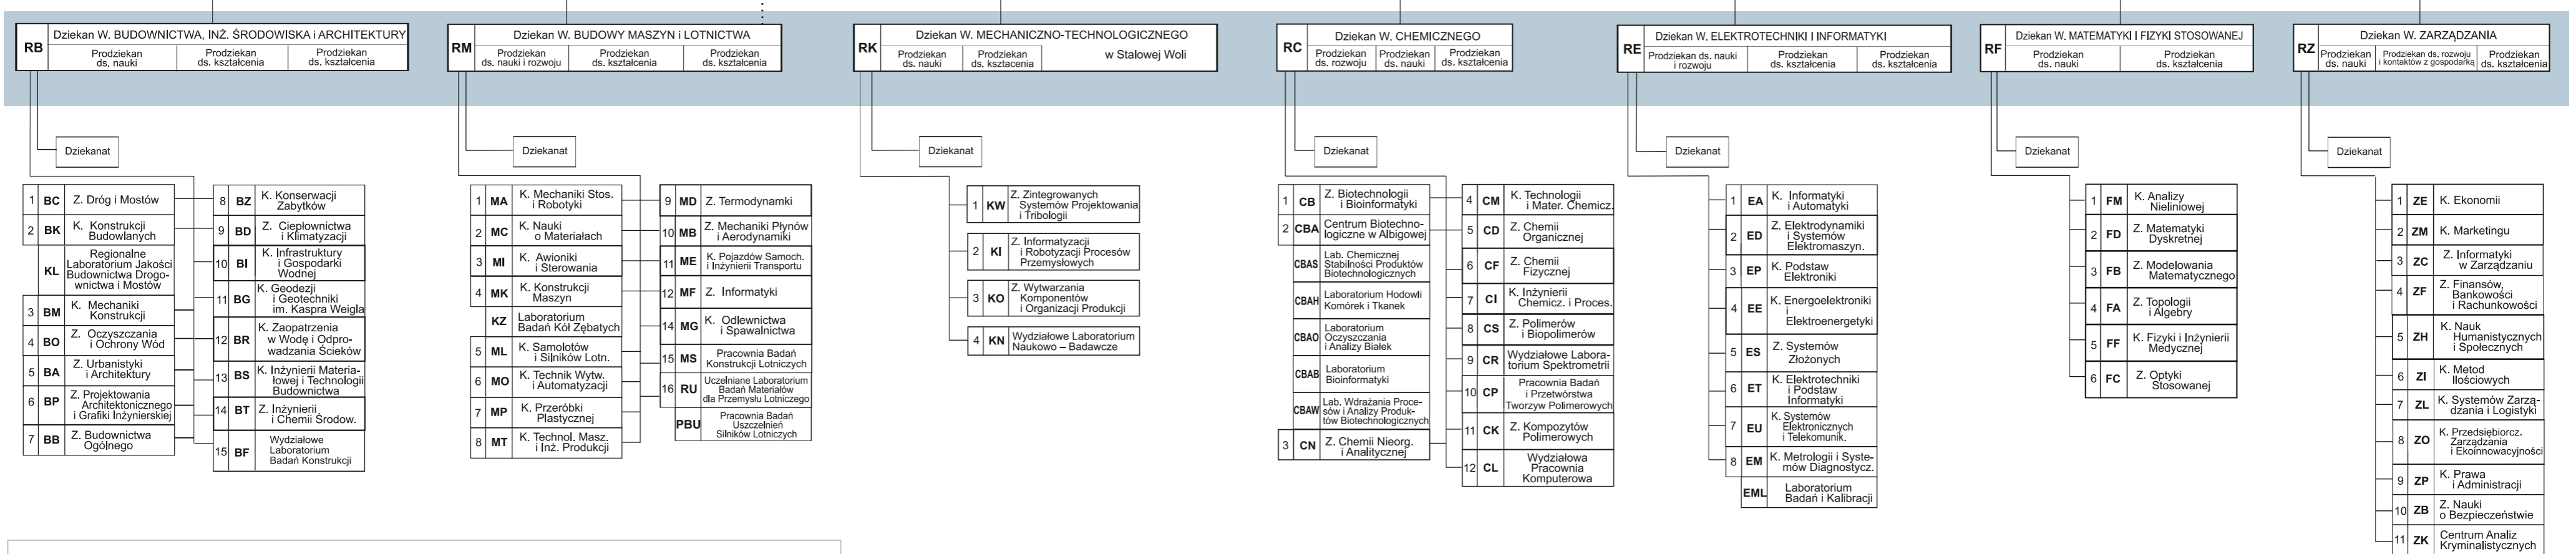 RB
Dziekan W. BUDOWNICTWA, INŻ. ŚRODOWISKA i ARCHITEKTURY
Prodziekan
ds. nauki
Prodziekan
ds. kształcenia
Prodziekan
ds. kształcenia
Dziekanat
1 BC Z. Dróg i Mostów
2 BK K. Konstrukcji
Budowlanych
KL Regionalne
Laboratorium Jakości
Budownictwa Drogo-
wnictwa i Mostów
3 BM K. Mechaniki
Konstrukcji
4 BO Z. Oczyszczania
i Ochrony Wód
5 BA Z. Urbanistyki
i Architektury
6 BP Z. Projektowania
Architektonicznego
i Grafiki Inżynierskiej
7 BB Z. Budownictwa
Ogólnego
8 BZ K. Konserwacji
Zabytków
9 BD Z. Ciepłownictwa
i Klimatyzacji
10 BI K. Infrastruktury
i Gospodarki
Wodnej
11 BG K. Geodezji
i Geotechniki
im. Kaspra Weigla
12 BR K. Zaopatrzenia
w Wodę i Odpro-
wadzania Ścieków
13 BS K. Inżynierii Materia-
łowej i Technologii
Budownictwa
14 BT Z. Inżynierii
i Chemii Środow.
15 BF Wydziałowe
Laboratorium
Badań Konstrukcji
RM
Dziekan W. BUDOWY MASZYN i LOTNICTWA
Prodziekan
ds. nauki i rozwoju
Prodziekan
ds. kształcenia
Prodziekan
ds. kształcenia
Dziekanat
1 MA K. Mechaniki Stos.
i Robotyki
2 MC K. Nauki
o Materiałach
3 MI K. Awioniki
i Sterowania
4 MK K. Konstrukcji
Maszyn
KZ Laboratorium
Badań Kół Zębatych
5 ML K. Samolotów
i Silników Lotn.
6 MO K. Technik Wytw.
i Automatyzacji
7 MP K. Przeróbki
Plastycznej
8 MT K. Technol. Masz.
i Inż. Produkcji
9 MD Z. Termodynamki
10 MB Z. Mechaniki Płynów
i Aerodynamiki
11 ME K. Pojazdów Samoch.
i Inżynierii Transportu
12 MF Z. Informatyki
14 MG K. Odlewnictwa
i Spawalnictwa
15 MS Pracownia Badań
Konstrukcji Lotniczych
16 RU Uczelniane Laboratorium
Badań Materiałów
dla Przemysłu Lotniczego
PBU Pracownia Badań
Uszczelnień
Silników Lotniczych
RK
Dziekan W. MECHANICZNO-TECHNOLOGICZNEGO
Prodziekan
ds. nauki
Prodziekan
ds. kształcenia
w Stalowej Woli
Dziekanat
1 KW Z. Zintegrowanych
Systemów Projektowania
i Tribologii
2 KI Z. Informatyzacji
i Robotyzacji Procesów
Przemysłowych
3 KO Z. Wytwarzania
Komponentów
i Organizacji Produkcji
4 KN Wydziałowe Laboratorium
Naukowo – Badawcze
RC
Dziekan W. CHEMICZNEGO
Prodziekan
ds. rozwoju
Prodziekan
ds. nauki
Prodziekan
ds. kształcenia
Dziekanat
1 CB Z. Biotechnologii
i Bioinformatyki
2 CBA Centrum Biotechno-
logiczne w Albigowej
CBAS Lab. Chemicznej
Stabilności Produktów
Biotechnologicznych
CBAH Laboratorium Hodowli
Komórek i Tkanek
CBAO Laboratorium
Oczyszczania
i Analizy Białek
CBAB Laboratorium
Bioinformatyki
CBAW Lab. Wdrażania Proce-
sów i Analizy Produk-
tów Biotechnologicznych
3 CN Z. Chemii Nieorg.
i Analitycznej
4 CM K. Technologii
i Mater. Chemicz.
5 CD Z. Chemii
Organicznej
6 CF Z. Chemii
Fizycznej
7 CI K. Inżynierii
Chemicz. i Proces.
8 CS Z. Polimerów
i Biopolimerów
9 CR Wydziałowe Labora-
torium Spektrometrii
10 CP Pracownia Badań
i Przetwórstwa
Tworzyw Polimerowych
11 CK Z. Kompozytów
Polimerowych
12 CL Wydziałowa
Pracownia
Komputerowa
RE
Dziekan W. ELEKTROTECHNIKI I INFORMATYKI
Prodziekan ds. nauki
i rozwoju
Prodziekan
ds. kształcenia
Prodziekan
ds. kształcenia
Dziekanat
1 EA K. Informatyki
i Automatyki
2 ED Z. Elektrodynamiki
i Systemów
Elektromaszyn.
3 EP K. Podstaw
Elektroniki
4 EE K. Energoelektroniki
i
Elektroenergetyki
5 ES Z. Systemów
Złożonych
6 ET K. Elektrotechniki
i Podstaw
Informatyki
7 EU K. Systemów
Elektronicznych
i Telekomunik.
8 EM K. Metrologii i Syste-
mów Diagnostycz.
EML Laboratorium
Badań i Kalibracji
RF
Dziekan W. MATEMATYKI I FIZYKI STOSOWANEJ
Prodziekan
ds. nauki
Prodziekan
ds. kształcenia
Dziekanat
1 FM K. Analizy
Nieliniowej
2 FD Z. Matematyki
Dyskretnej
3 FB Z. Modelowania
Matematycznego
4 FA Z. Topologii
i Algebry
5 FF K. Fizyki i Inżynierii
Medycznej
6 FC Z. Optyki
Stosowanej
RZ
Dziekan W. ZARZĄDZANIA
Prodziekan
ds. nauki
Prodziekan ds. rozwoju
i kontaktów z gospodarką
Prodziekan
ds. kształcenia
Dziekanat
1 ZE K. Ekonomii
2 ZM K. Marketingu
3 ZC Z. Informatyki
w Zarządzaniu
4 ZF Z. Finansów,
Bankowości
i Rachunkowości
5 ZH K. Nauk
Humanistycznych
i Społecznych
6 ZI K. Metod
Ilościowych
7 ZL K. Systemów Zarzą-
dzania i Logistyki
8 ZO K. Przedsiębiorcz.
Zarządzania
i Ekoinnowacyjności
9 ZP K. Prawa
i Administracji
10 ZB Z. Nauki
o Bezpieczeństwie
11 ZK Centrum Analiz
Kryminalistycznych